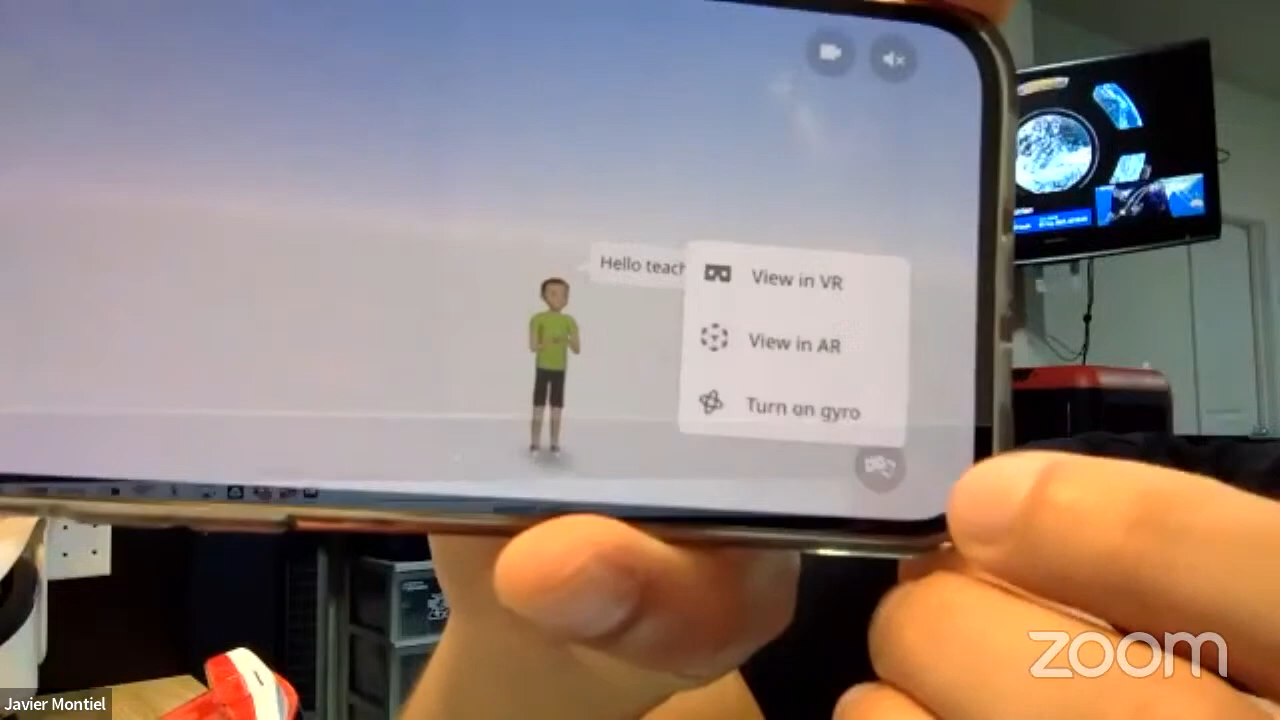 Hello teach
View in VR
View in AR
Turn on gyro
zoom
Javier Montiel